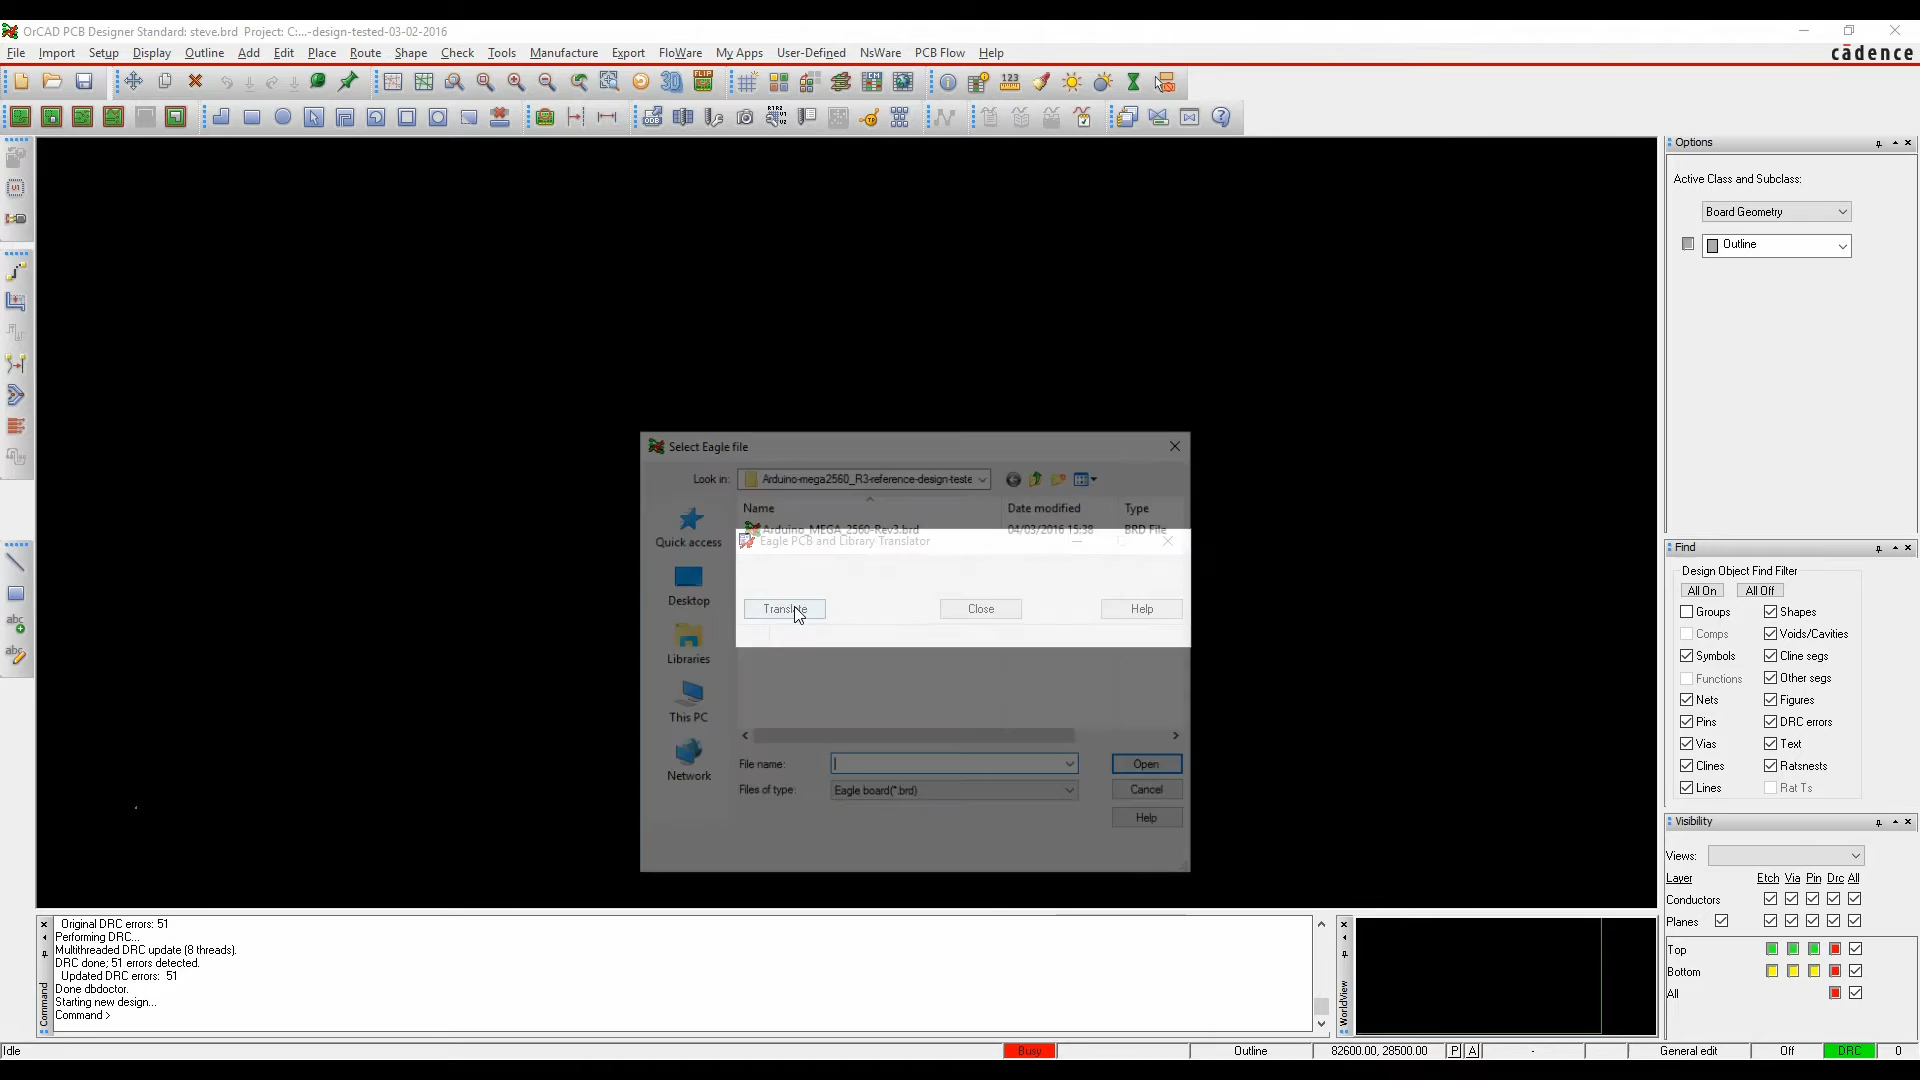 OrCAD PCB Designer Standard: steve.brd Project: C:...-design-tested-03-02-2016
File Import Setup Display Outline Add Edit Place Route Shape Check Tools Manufacture Export FloWare My Apps User-Defined NsWare PCB Flow Help
cādence
Options
Active Class and Subclass:
Board Geometry
Outline
Select Eagle file
Look in: Arduino-mega2560_R3-reference-design-teste
Name Date modified Type
Arduino_MEGA_2560-Rev3.brd 04/03/2016 15:38 BRD File
Eagle PCB and Library Translator
Translate Close Help
Quick access
Desktop
Libraries
This PC
Network
File name: Open
Files of type: Eagle board(*.brd) Cancel
Help
Find
Design Object Find Filter
All On All Off
Groups Shapes
Comps Voids/Cavities
Symbols Cline segs
Functions Other segs
Nets Figures
Pins DRC errors
Vias Text
Clines Ratsnests
Lines Rat Ts
Visibility
Views:
Layer Etch Via Pin Drc All
Conductors
Planes
Top
Bottom
All
Command
Original DRC errors: 51
Performing DRC...
Multithreaded DRC update (8 threads).
DRC done; 51 errors detected.
Updated DRC errors: 51
Done dbdoctor.
Starting new design...
Command >
WorldView
Idle Busy Outline 82600.00, 28500.00 P A - General edit Off DRC 0